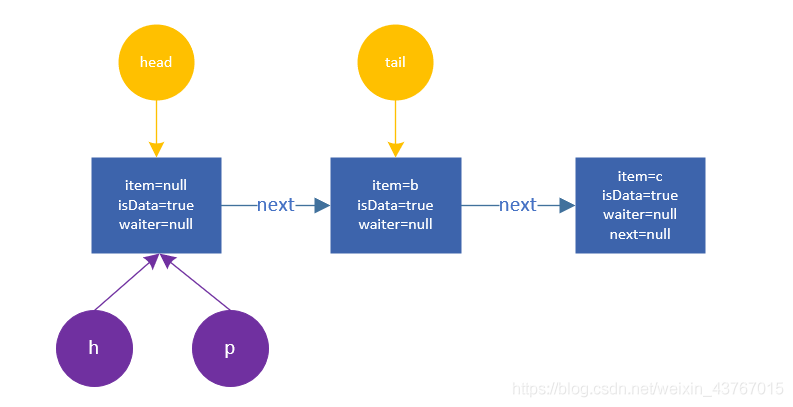 head
tail
item=null
isData=true
waiter=null
next
item=b
isData=true
waiter=null
next
item=c
isData=true
waiter=null
next=null
h
p
https://blog.csdn.net/weixin_43767015